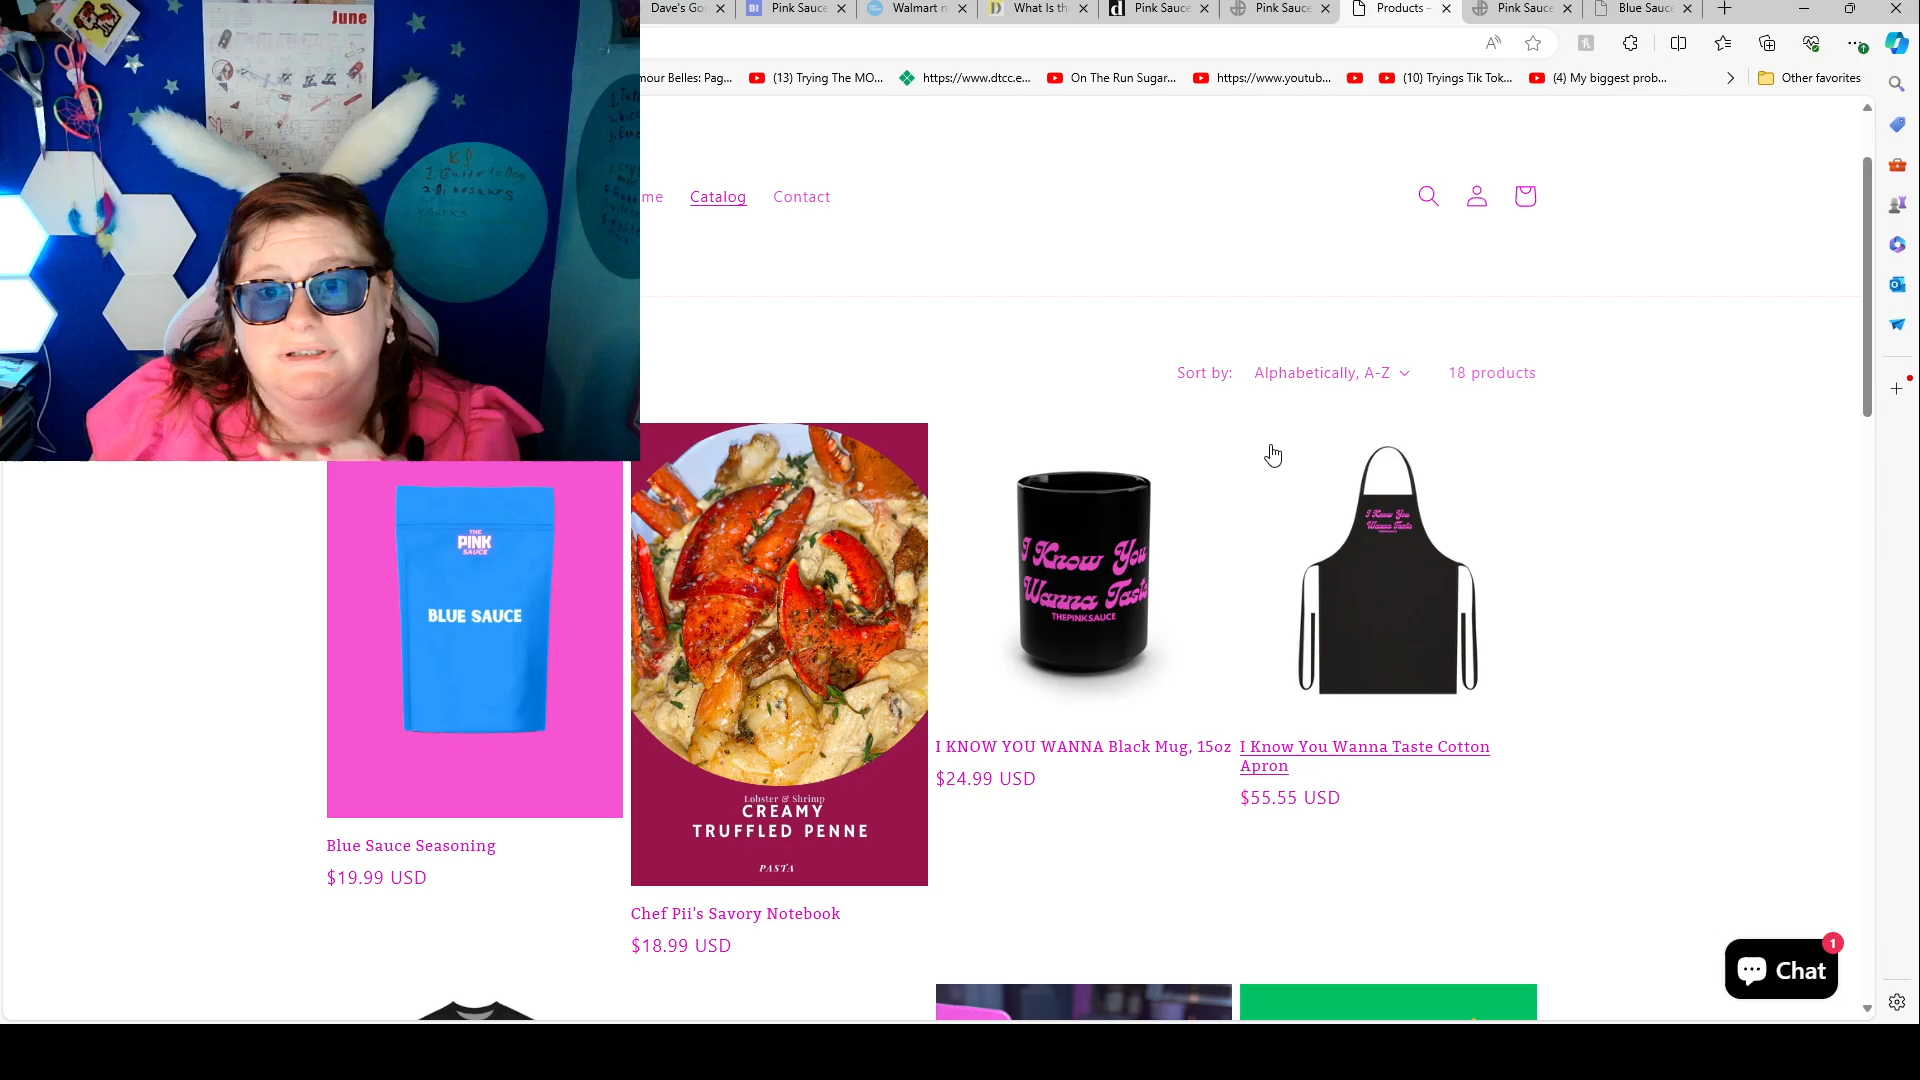 June
Dave's Go
Pink Sauce
Walmart n
What Is th
Pink Sauce
Pink Sauce
Products -
Pink Sauce
Blue Sauc
mour Belles: Pag...
(13) Trying The MO...
https://www.dtcc.e...
On The Run Sugar...
https://www.youtub...
(10) Tryings Tik Tok...
(4) My biggest prob...
Other favorites
me
Catalog
Contact
Sort by:
Alphabetically, A-Z
18 products
THE
PINK
SAUCE
BLUE SAUCE
Blue Sauce Seasoning
$19.99 USD
Lobster & Shrimp
CREAMY
TRUFFLED PENNE
PASTA
Chef Pii's Savory Notebook
$18.99 USD
I Know You
Wanna Taste
THEPINKSAUCE
I KNOW YOU WANNA Black Mug, 15oz
$24.99 USD
I Know You
Wanna Taste
I Know You Wanna Taste Cotton
Apron
$55.55 USD
Chat
1